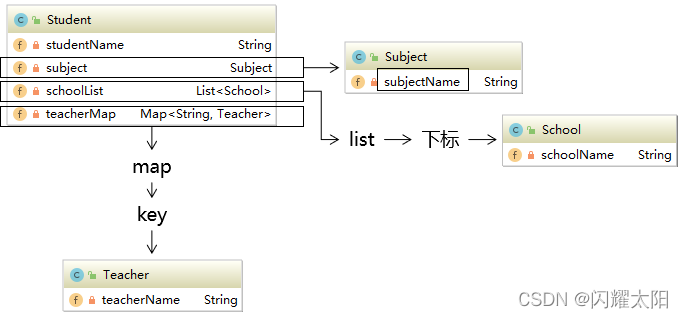 Student
studentName String
subject Subject
schoolList List<School>
teacherMap Map<String, Teacher>
Subject
subjectName String
list
下标
School
schoolName String
map
key
Teacher
teacherName String
CSDN @闪耀太阳